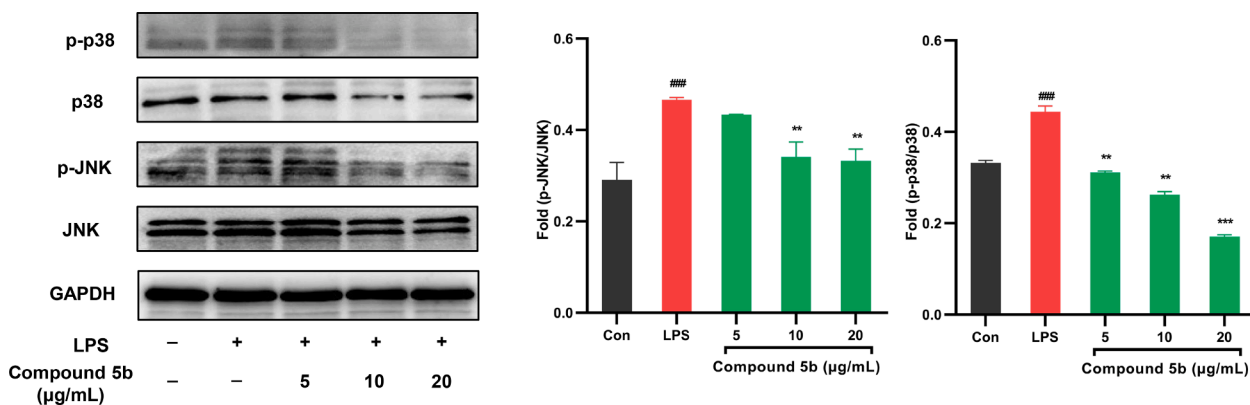 p-p38
p38
p-JNK
JNK
GAPDH
LPS – + + + +
Compound 5b – – 5 10 20
(μg/mL)
Fold (p-JNK/JNK)
0.6
0.4
0.2
0.0
###
**
**
Con LPS 5 10 20
Compound 5b (μg/mL)
Fold (p-p38/p38)
0.6
0.4
0.2
0.0
###
**
**
***
Con LPS 5 10 20
Compound 5b (μg/mL)